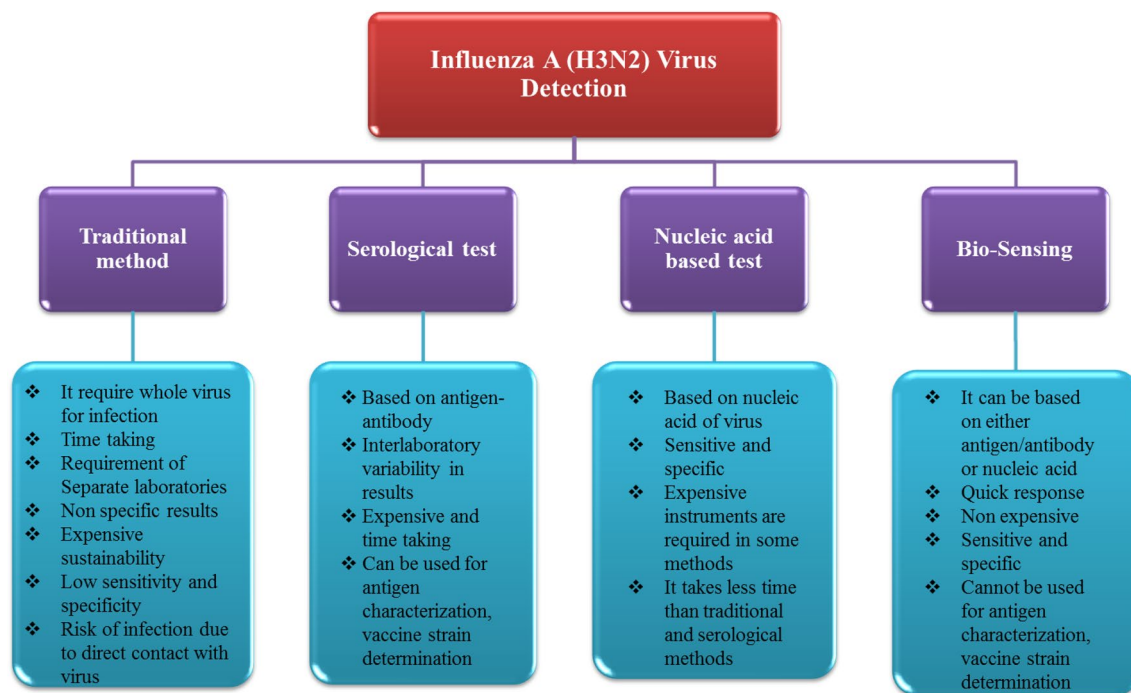 Influenza A (H3N2) Virus
Detection
Traditional
method
Serological test
Nucleic acid
based test
Bio-Sensing
❖ It require whole virus
for infection
❖ Time taking
❖ Requirement of
Separate laboratories
❖ Non specific results
❖ Expensive
sustainability
❖ Low sensitivity and
specificity
❖ Risk of infection due
to direct contact with
virus
❖ Based on antigen-
antibody
❖ Interlaboratory
variability in
results
❖ Expensive and
time taking
❖ Can be used for
antigen
characterization,
vaccine strain
determination
❖ Based on nucleic
acid of virus
❖ Sensitive and
specific
❖ Expensive
instruments are
required in some
methods
❖ It takes less time
than traditional
and serological
methods
❖ It can be based
on either
antigen/antibody
or nucleic acid
❖ Quick response
❖ Non expensive
❖ Sensitive and
specific
❖ Cannot be used
for antigen
characterization,
vaccine strain
determination